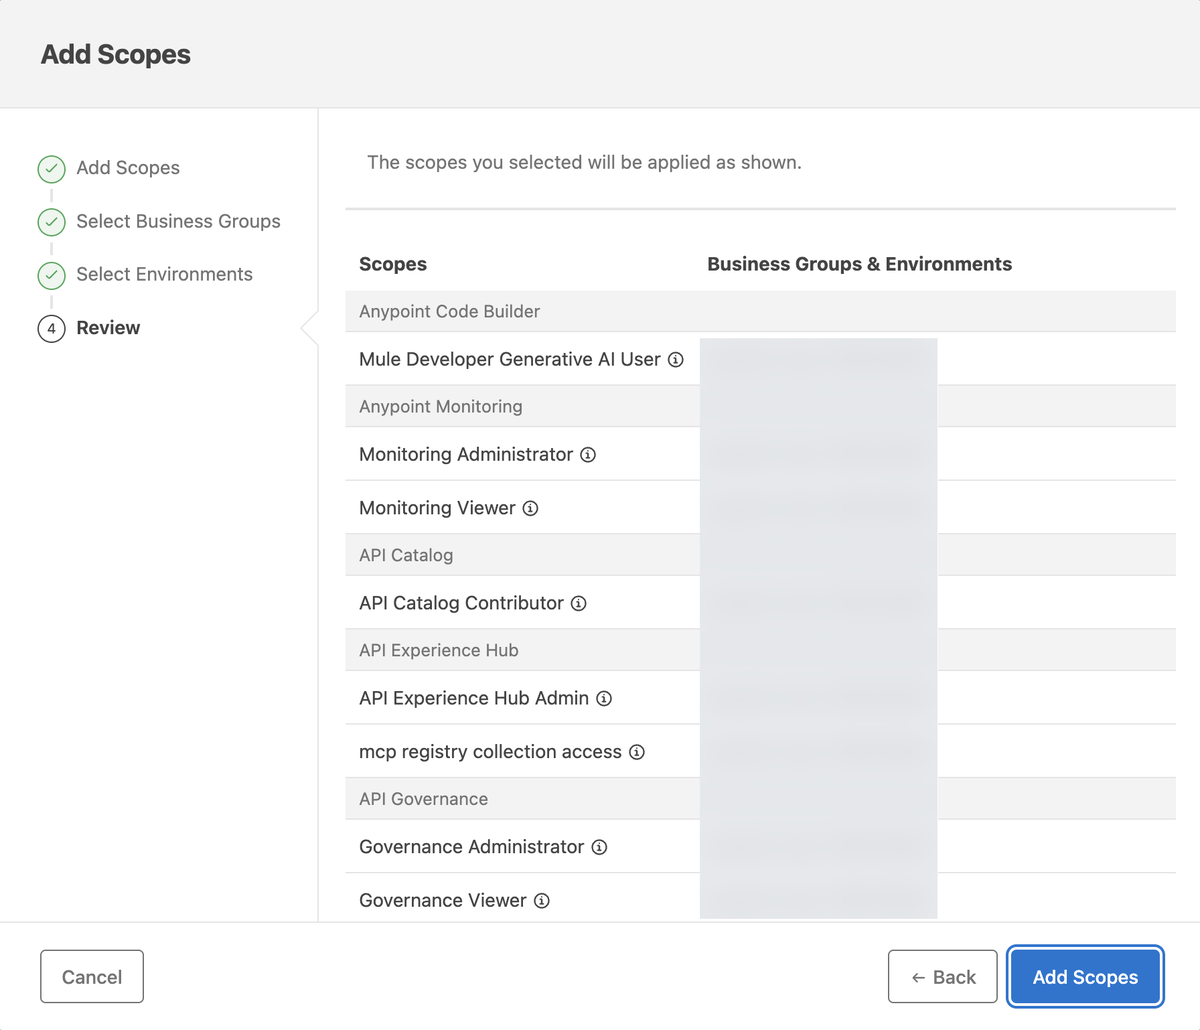 Add Scopes
Add Scopes
Select Business Groups
Select Environments
4 Review
The scopes you selected will be applied as shown.
Scopes Business Groups & Environments
Anypoint Code Builder
Mule Developer Generative AI User
Anypoint Monitoring
Monitoring Administrator
Monitoring Viewer
API Catalog
API Catalog Contributor
API Experience Hub
API Experience Hub Admin
mcp registry collection access
API Governance
Governance Administrator
Governance Viewer
Cancel ← Back Add Scopes